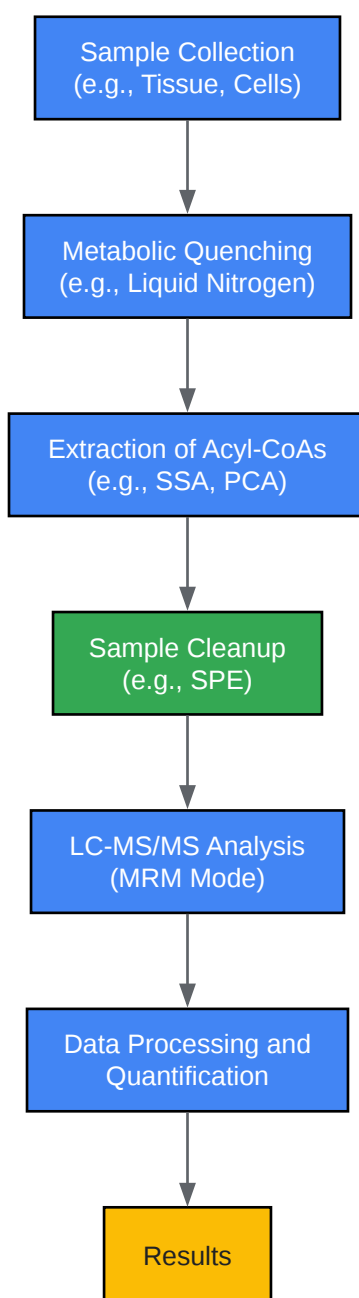 Sample Collection
(e.g., Tissue, Cells)
Metabolic Quenching
(e.g., Liquid Nitrogen)
Extraction of Acyl-CoAs
(e.g., SSA, PCA)
Sample Cleanup
(e.g., SPE)
LC-MS/MS Analysis
(MRM Mode)
Data Processing and
Quantification
Results